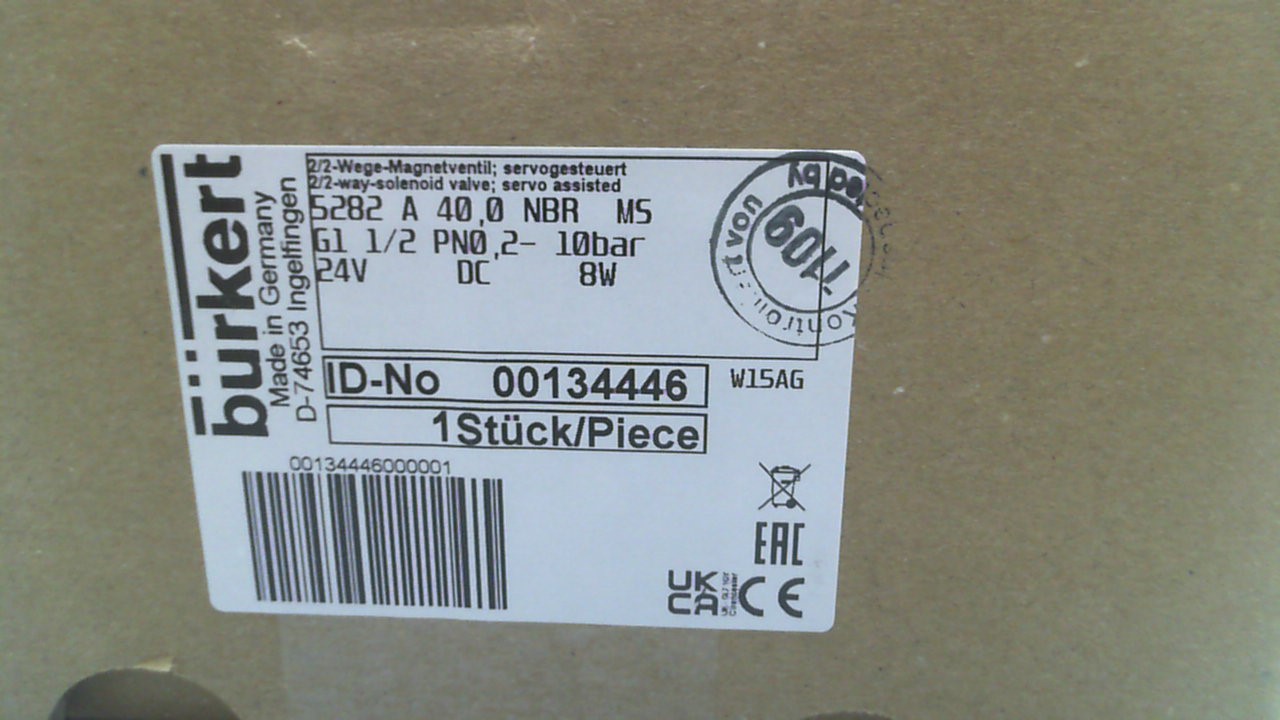 bürkert
Made in Germany
D-74653 Ingelfingen
2/2-Wege-Magnetventil; servogesteuert
2/2-way-solenoid valve; servo assisted
5282 A 40,0 NBR MS
G1 1/2 PN0,2- 10bar
24V DC 8W
ID-No 00134446
W15AG
1Stück/Piece
00134446000001
by
von
1109
EAC
UK
CA
CE